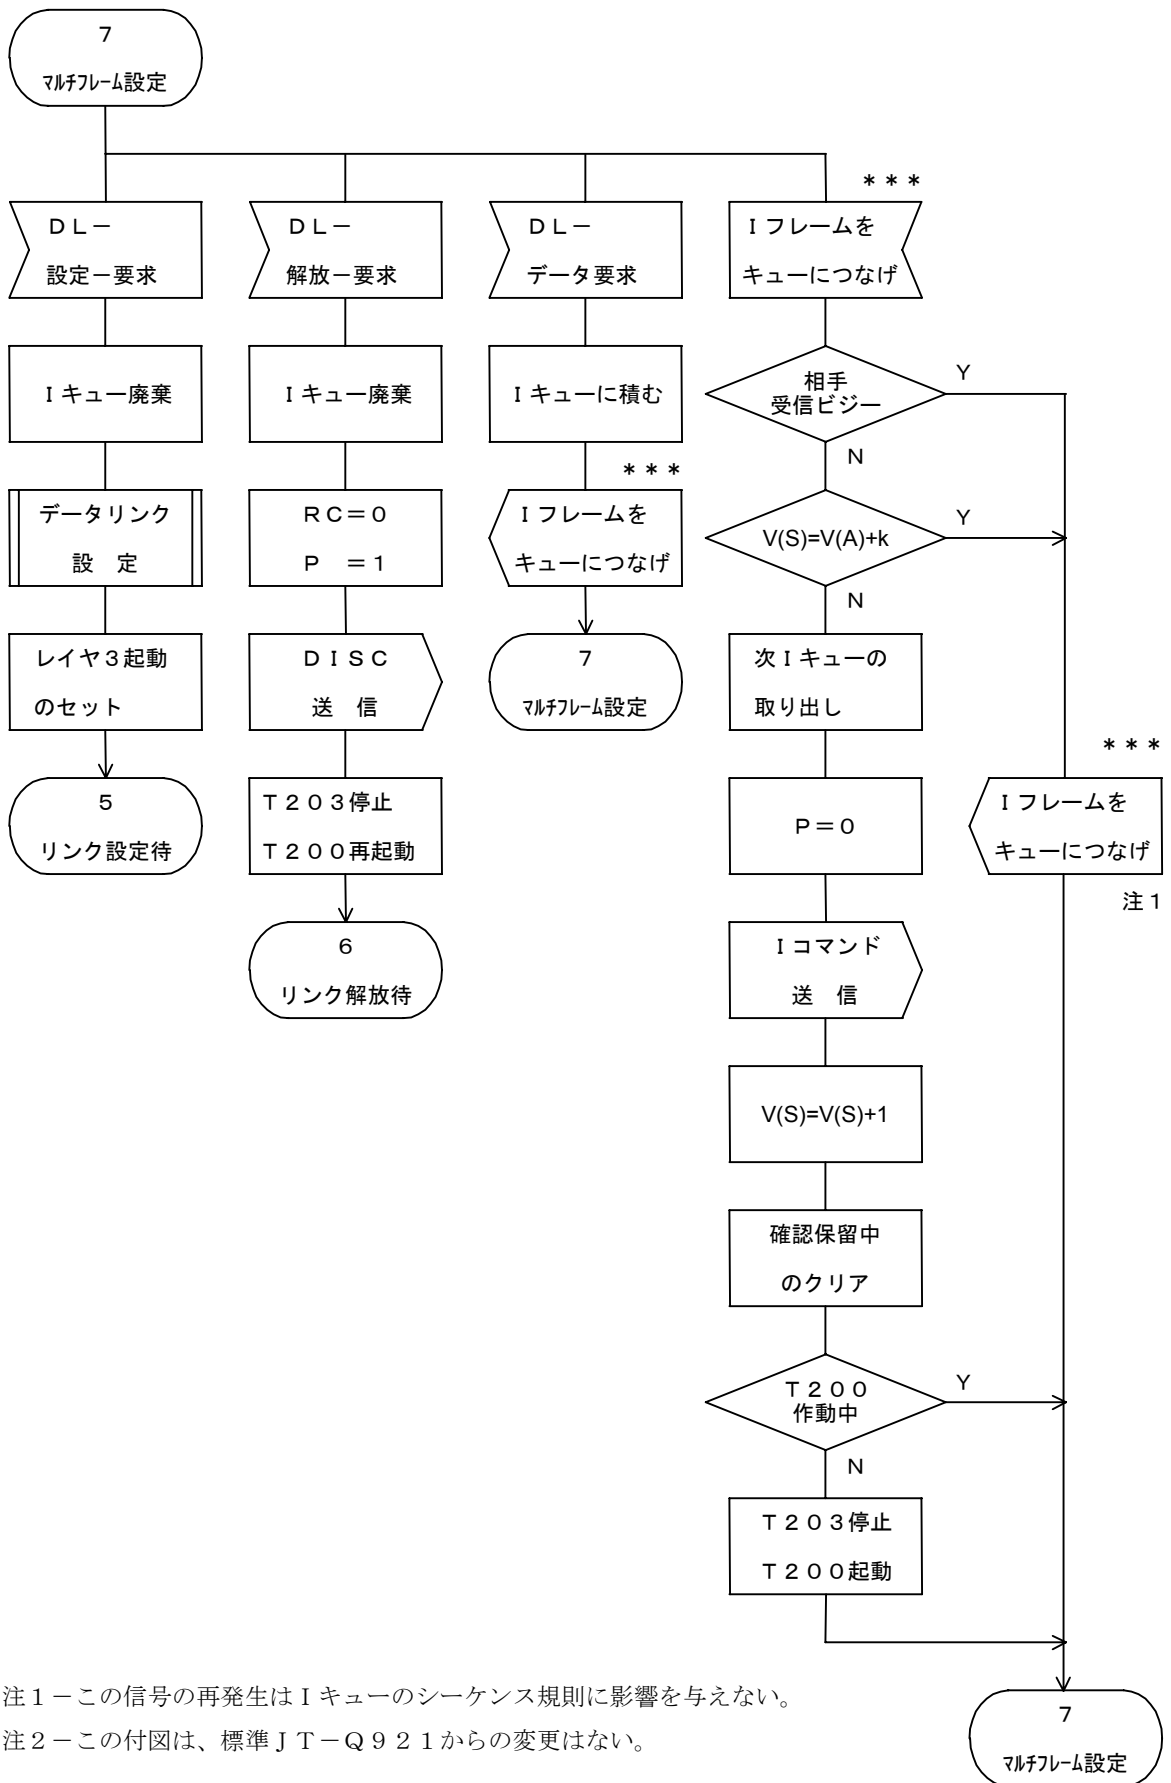 7
ﾏﾙﾁﾌﾚｰﾑ設定
ＤＬ－
設定－要求
Ｉキュー廃棄
データリンク
設　定
レイヤ３起動
のセット
5
リンク設定待
ＤＬ－
解放－要求
Ｉキュー廃棄
ＲＣ＝０
Ｐ　＝１
ＤＩＳＣ
送　信
Ｔ２０３停止
Ｔ２００再起動
6
リンク解放待
ＤＬ－
データ要求
Ｉキューに積む
＊＊＊
Ｉフレームを
キューにつなげ
7
ﾏﾙﾁﾌﾚｰﾑ設定
＊＊＊
Ｉフレームを
キューにつなげ
相手
受信ビジー
Ｙ
Ｎ
V(S)=V(A)+k
Ｙ
Ｎ
次Ｉキューの
取り出し
Ｐ＝０
Ｉコマンド
送　信
V(S)=V(S)+1
確認保留中
のクリア
Ｔ２００
作動中
Ｙ
Ｎ
Ｔ２０３停止
Ｔ２００起動
＊＊＊
Ｉフレームを
キューにつなげ
注１
7
ﾏﾙﾁﾌﾚｰﾑ設定
注１－この信号の再発生はＩキューのシーケンス規則に影響を与えない。
注２－この付図は、標準ＪＴ－Ｑ９２１からの変更はない。